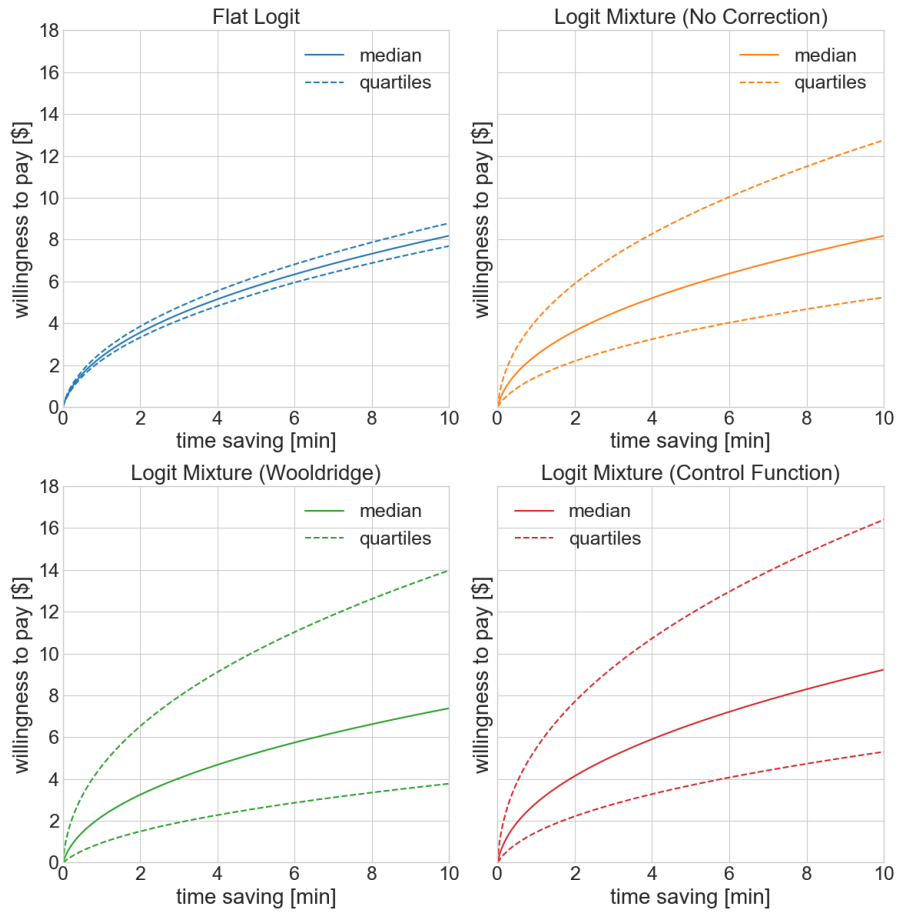 Flat Logit
18
16
14
12
10
8
6
4
2
0
willingness to pay [$]
median
quartiles
0 2 4 6 8 10
time saving [min]
Logit Mixture (No Correction)
willingness to pay [$]
median
quartiles
0 2 4 6 8 10
time saving [min]
Logit Mixture (Wooldridge)
18
16
14
12
10
8
6
4
2
0
willingness to pay [$]
median
quartiles
0 2 4 6 8 10
time saving [min]
Logit Mixture (Control Function)
willingness to pay [$]
median
quartiles
0 2 4 6 8 10
time saving [min]